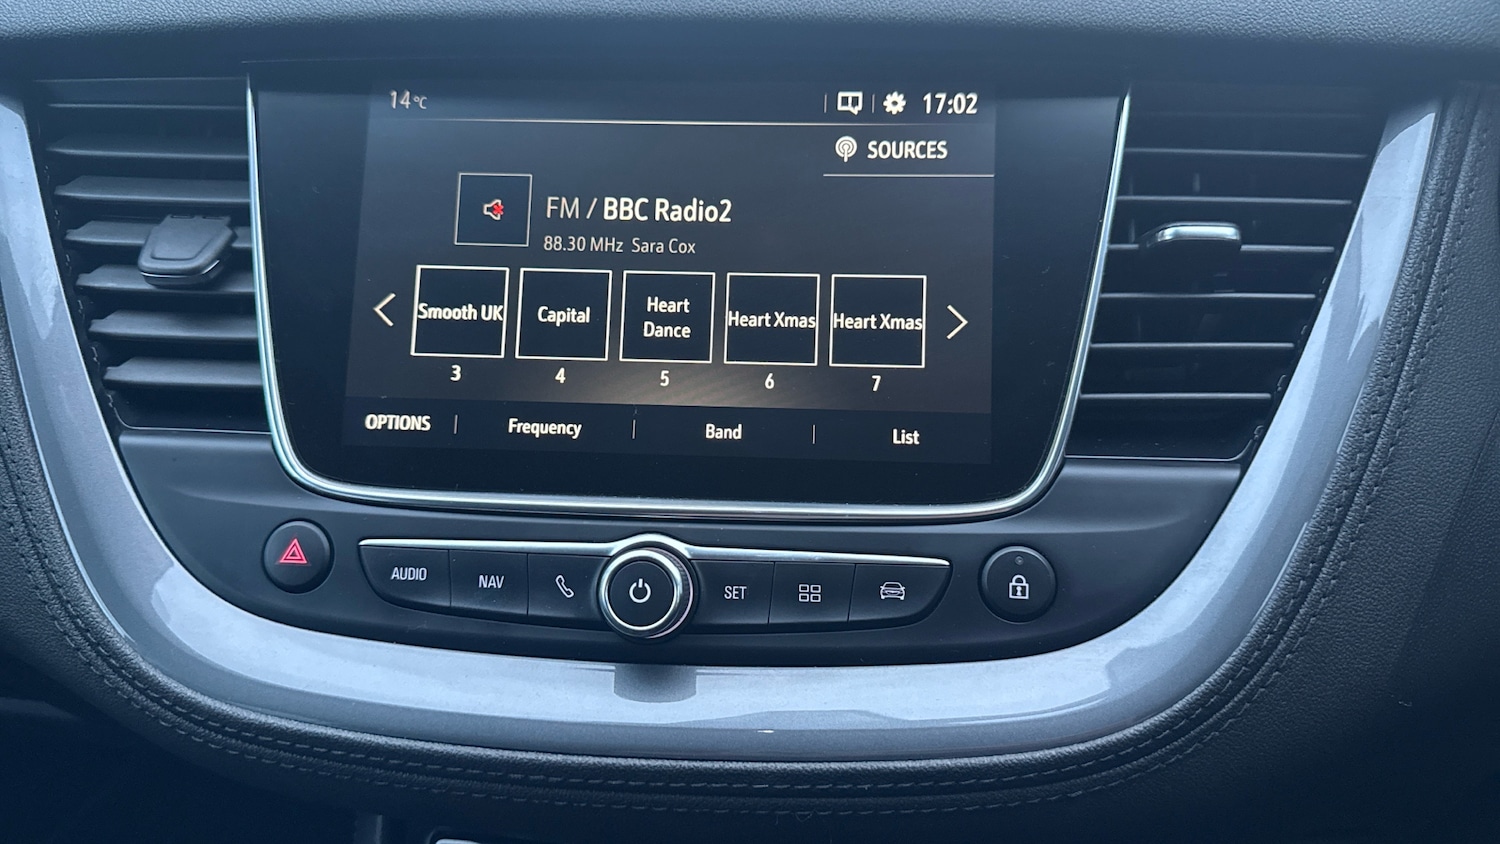 14°C
17:02
SOURCES
FM / BBC Radio2
88.30 MHz Sara Cox
Smooth UK
Capital
Heart
Dance
Heart Xmas
Heart Xmas
3
4
5
6
7
OPTIONS
Frequency
Band
List
AUDIO
NAV
SET